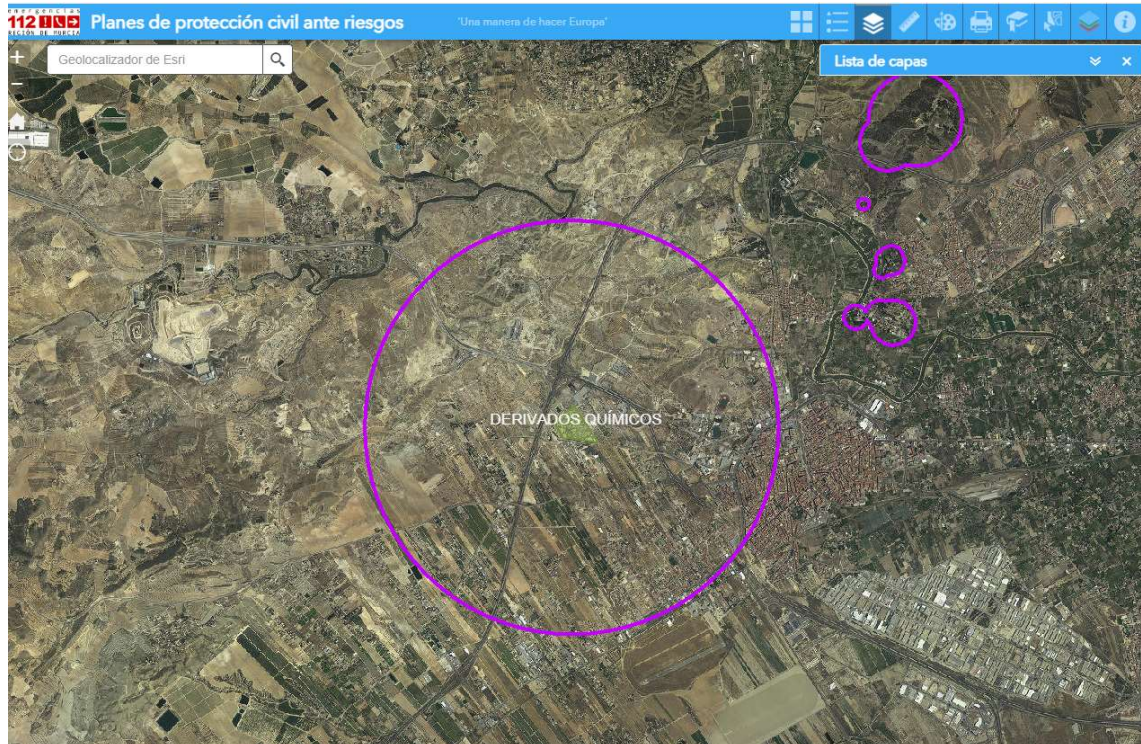 emergencias
112
REGIÓN DE MURCIA
Planes de protección civil ante riesgos
"Una manera de hacer Europa"
Geolocalizador de Esri
Lista de capas
DERIVADOS QUÍMICOS